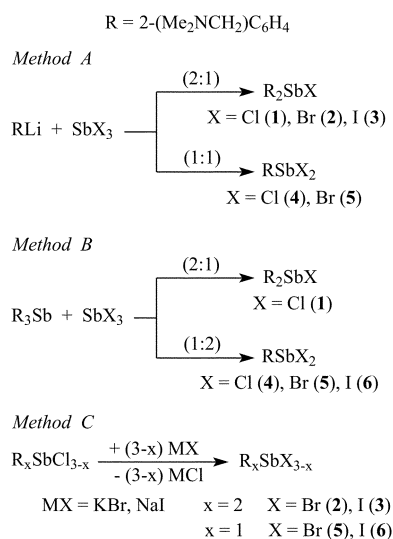 R = 2-(Me₂NCH₂)C₆H₄
Method A
(2:1)
R₂SbX
X = Cl (1), Br (2), I (3)
RLi + SbX₃
(1:1)
RSbX₂
X = Cl (4), Br (5)
Method B
(2:1)
R₂SbX
X = Cl (1)
R₃Sb + SbX₃
(1:2)
RSbX₂
X = Cl (4), Br (5), I (6)
Method C
RₓSbCl₃₋ₓ
+ (3-x) MX
- (3-x) MCl
RₓSbX₃₋ₓ
MX = KBr, NaI x = 2 X = Br (2), I (3)
x = 1 X = Br (5), I (6)